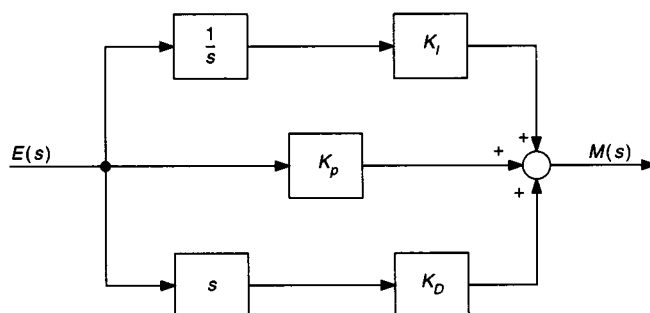 1/s K_I
+
E(s) K_p + M(s)
+
s K_D